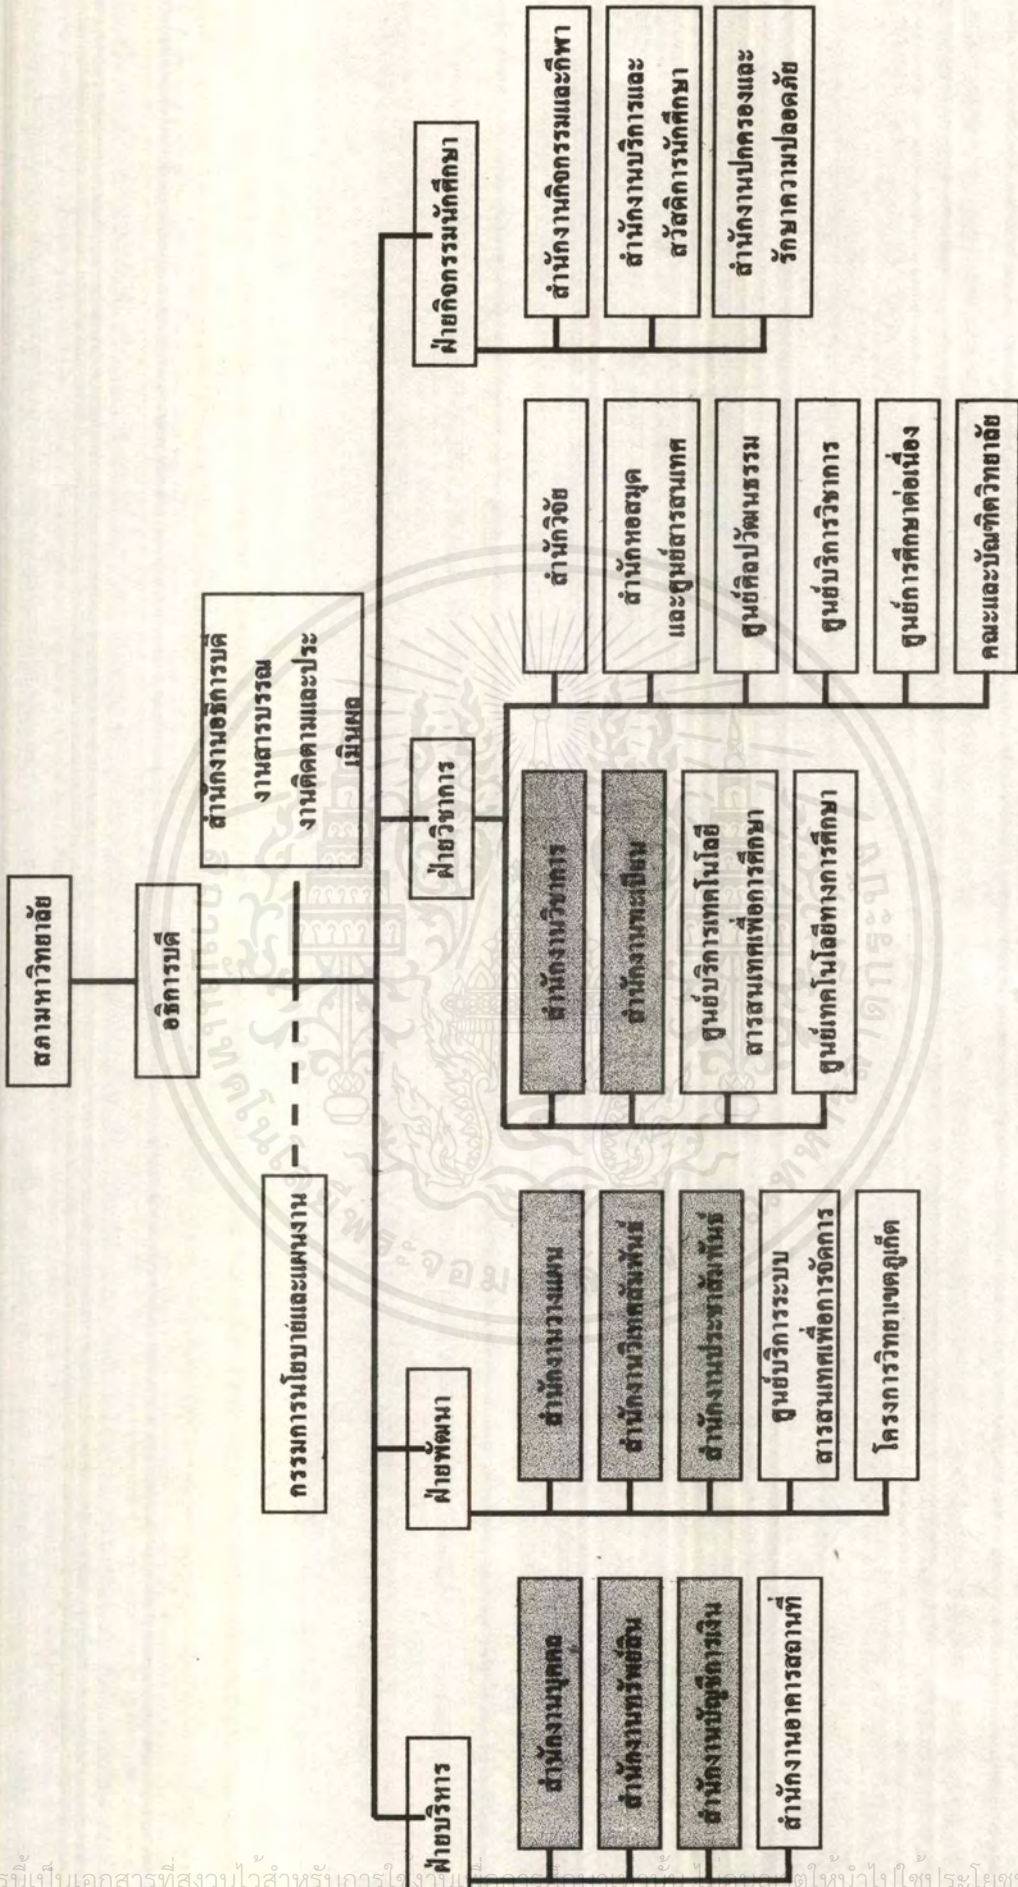 สภามหาวิทยาลัย
อธิการบดี
กรรมการนโยบายและแผนงาน
สำนักงานอธิการบดี
งานสารบรรณ
งานติดตามและประ
เมินผล
ฝ่ายบริหาร
สำนักงานบุคคล
สำนักงานทรัพย์สิน
สำนักงานบัญชีการเงิน
สำนักงานอาคารสถานที่
ฝ่ายพัฒนา
สำนักงานวางแผน
สำนักงานวิเทศสัมพันธ์
สำนักงานประชาสัมพันธ์
ศูนย์บริการระบบ
สารสนเทศเพื่อการจัดการ
โครงการวิทยาเขตภูเก็ต
ฝ่ายวิชาการ
สำนักงานวิชาการ
สำนักงานทะเบียน
ศูนย์บริการเทคโนโลยี
สารสนเทศเพื่อการศึกษา
ศูนย์เทคโนโลยีทางการศึกษา
สำนักวิจัย
สำนักหอสมุด
และศูนย์สารสนเทศ
ศูนย์ศิลปวัฒนธรรม
ศูนย์บริการวิชาการ
ศูนย์การศึกษาต่อเนื่อง
คณะและบัณฑิตวิทยาลัย
ฝ่ายกิจกรรมนักศึกษา
สำนักงานกิจกรรมและกีฬา
สำนักงานบริการและ
สวัสดิการนักศึกษา
สำนักงานปกครองและ
รักษาความปลอดภัย